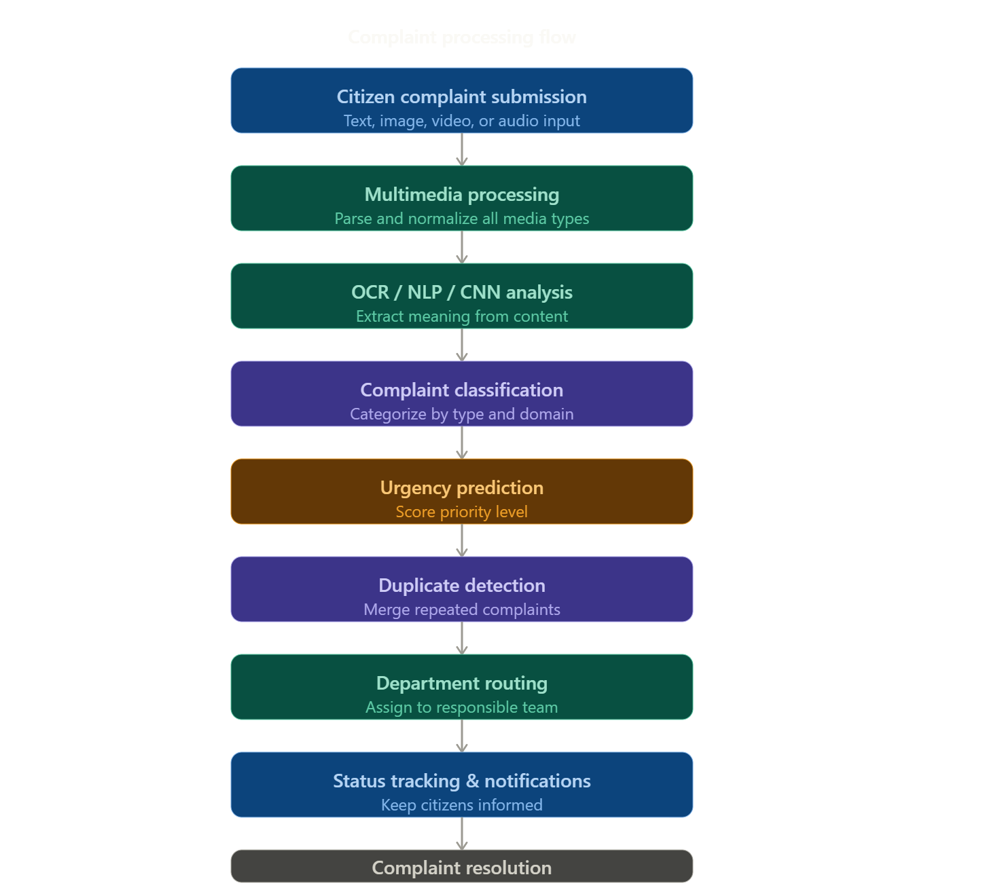 Complaint processing flow
Citizen complaint submission
Text, image, video, or audio input
Multimedia processing
Parse and normalize all media types
OCR / NLP / CNN analysis
Extract meaning from content
Complaint classification
Categorize by type and domain
Urgency prediction
Score priority level
Duplicate detection
Merge repeated complaints
Department routing
Assign to responsible team
Status tracking & notifications
Keep citizens informed
Complaint resolution